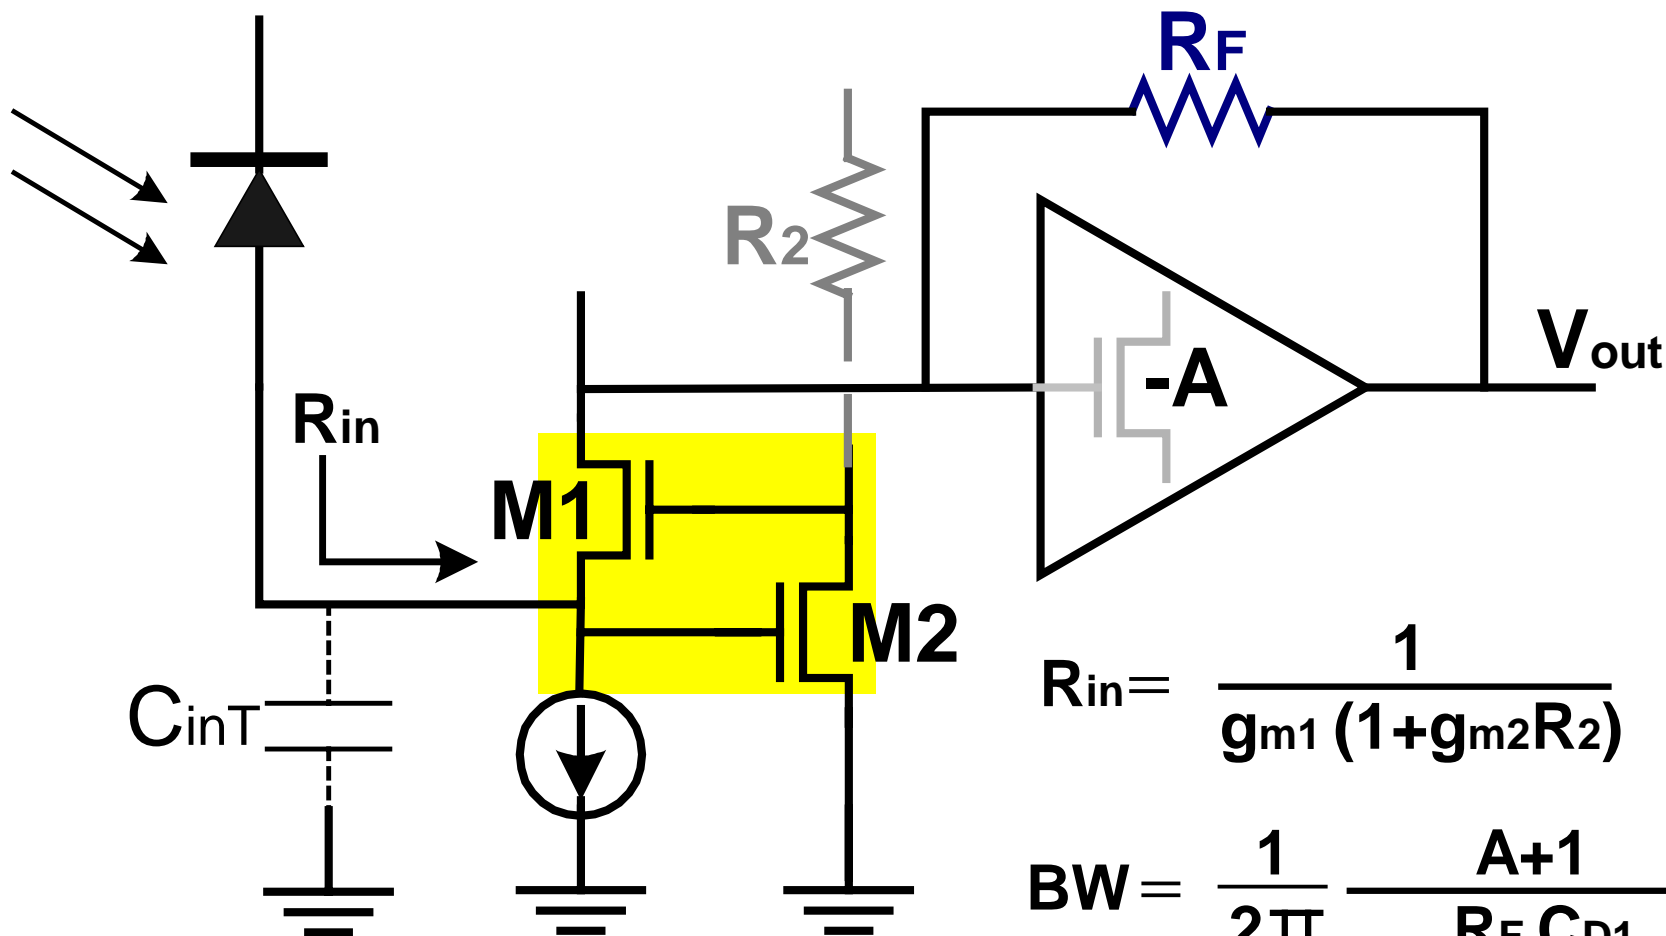 RF
R2
Vout
-A
Rin
M1
M2
CinT
Rin= 1
gm1 (1+gm2R2)
BW= 1 A+1
2π RF CD1